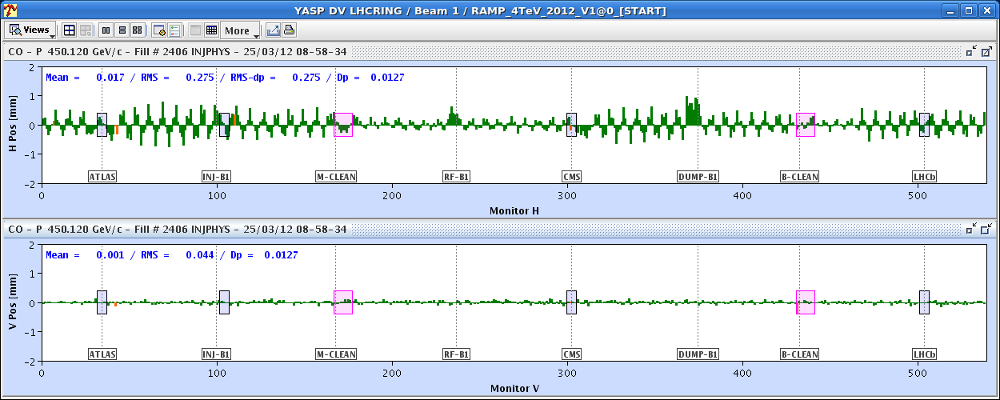 YASP DV LHCRING / Beam 1 / RAMP_4TeV_2012_V1@0_[START]
Views More
CO - P 450.120 GeV/c - Fill # 2406 INJPHYS - 25/03/12 08-58-34
Mean = 0.017 / RMS = 0.275 / RMS-dp = 0.275 / Dp = 0.0127
H Pos [mm]
2
1
0
-1
-2
ATLAS INJ-B1 M-CLEAN RF-B1 CMS DUMP-B1 B-CLEAN LHCb
0 100 200 300 400 500
Monitor H
CO - P 450.120 GeV/c - Fill # 2406 INJPHYS - 25/03/12 08-58-34
Mean = 0.001 / RMS = 0.044 / Dp = 0.0127
V Pos [mm]
2
1
0
-1
-2
ATLAS INJ-B1 M-CLEAN RF-B1 CMS DUMP-B1 B-CLEAN LHCb
0 100 200 300 400 500
Monitor V